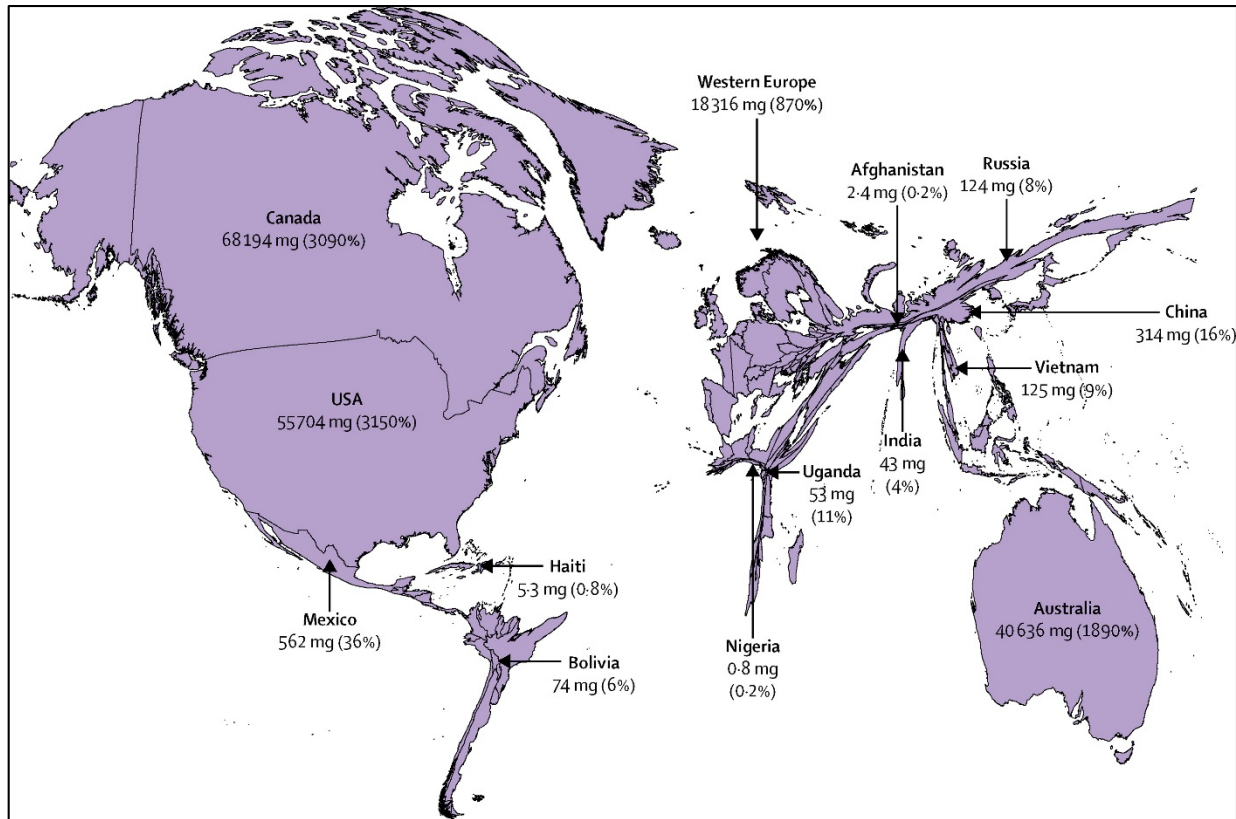 Western Europe
18316 mg (870%)
Afghanistan
2·4 mg (0·2%)
Russia
124 mg (8%)
Canada
68194 mg (3090%)
China
314 mg (16%)
Vietnam
125 mg (9%)
USA
55704 mg (3150%)
India
43 mg
(4%)
Uganda
53 mg
(11%)
Haiti
5·3 mg (0·8%)
Mexico
562 mg (36%)
Australia
40636 mg (1890%)
Nigeria
0·8 mg
(0·2%)
Bolivia
74 mg (6%)